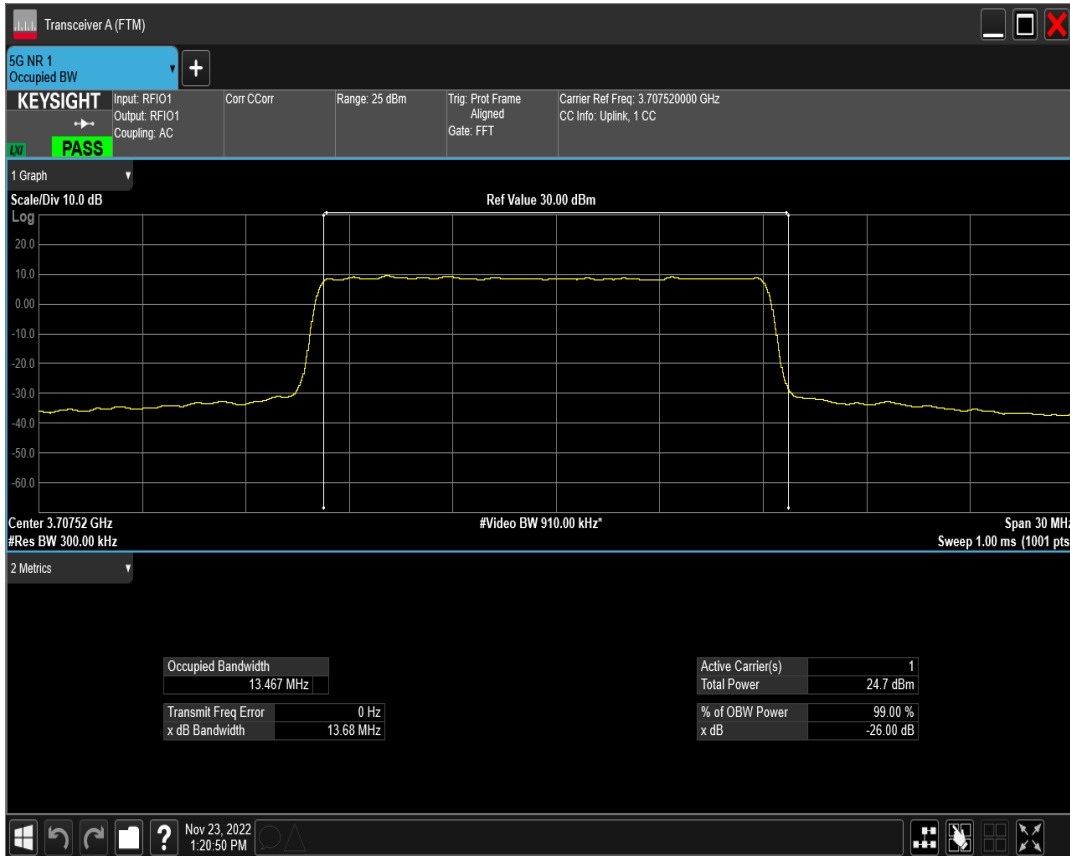 Transceiver A (FTM)
5G NR 1
Occupied BW
+
KEYSIGHT
LXI
PASS
Input: RFIO1
Output: RFIO1
Coupling: AC
Corr CCorr
Range: 25 dBm
Trig: Prot Frame
Aligned
Gate: FFT
Carrier Ref Freq: 3.707520000 GHz
CC Info: Uplink, 1 CC
1 Graph
Scale/Div 10.0 dB
Ref Value 30.00 dBm
Log
20.0
10.0
0.00
-10.0
-20.0
-30.0
-40.0
-50.0
-60.0
Center 3.70752 GHz
#Video BW 910.00 kHz*
Span 30 MHz
#Res BW 300.00 kHz
Sweep 1.00 ms (1001 pts
2 Metrics
Occupied Bandwidth
13.467 MHz
Transmit Freq Error 0 Hz
x dB Bandwidth 13.68 MHz
Active Carrier(s) 1
Total Power 24.7 dBm
% of OBW Power 99.00 %
x dB -26.00 dB
?
Nov 23, 2022
1:20:50 PM